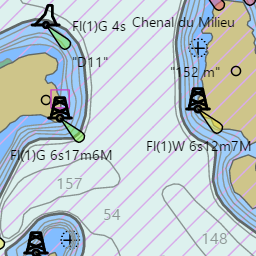 Fl(1)G 4s
Chenal du Milieu
"D11"
"152 m"
Fl(1)G 6s17m6M
Fl(1)W 6s12m7M
157
54
148